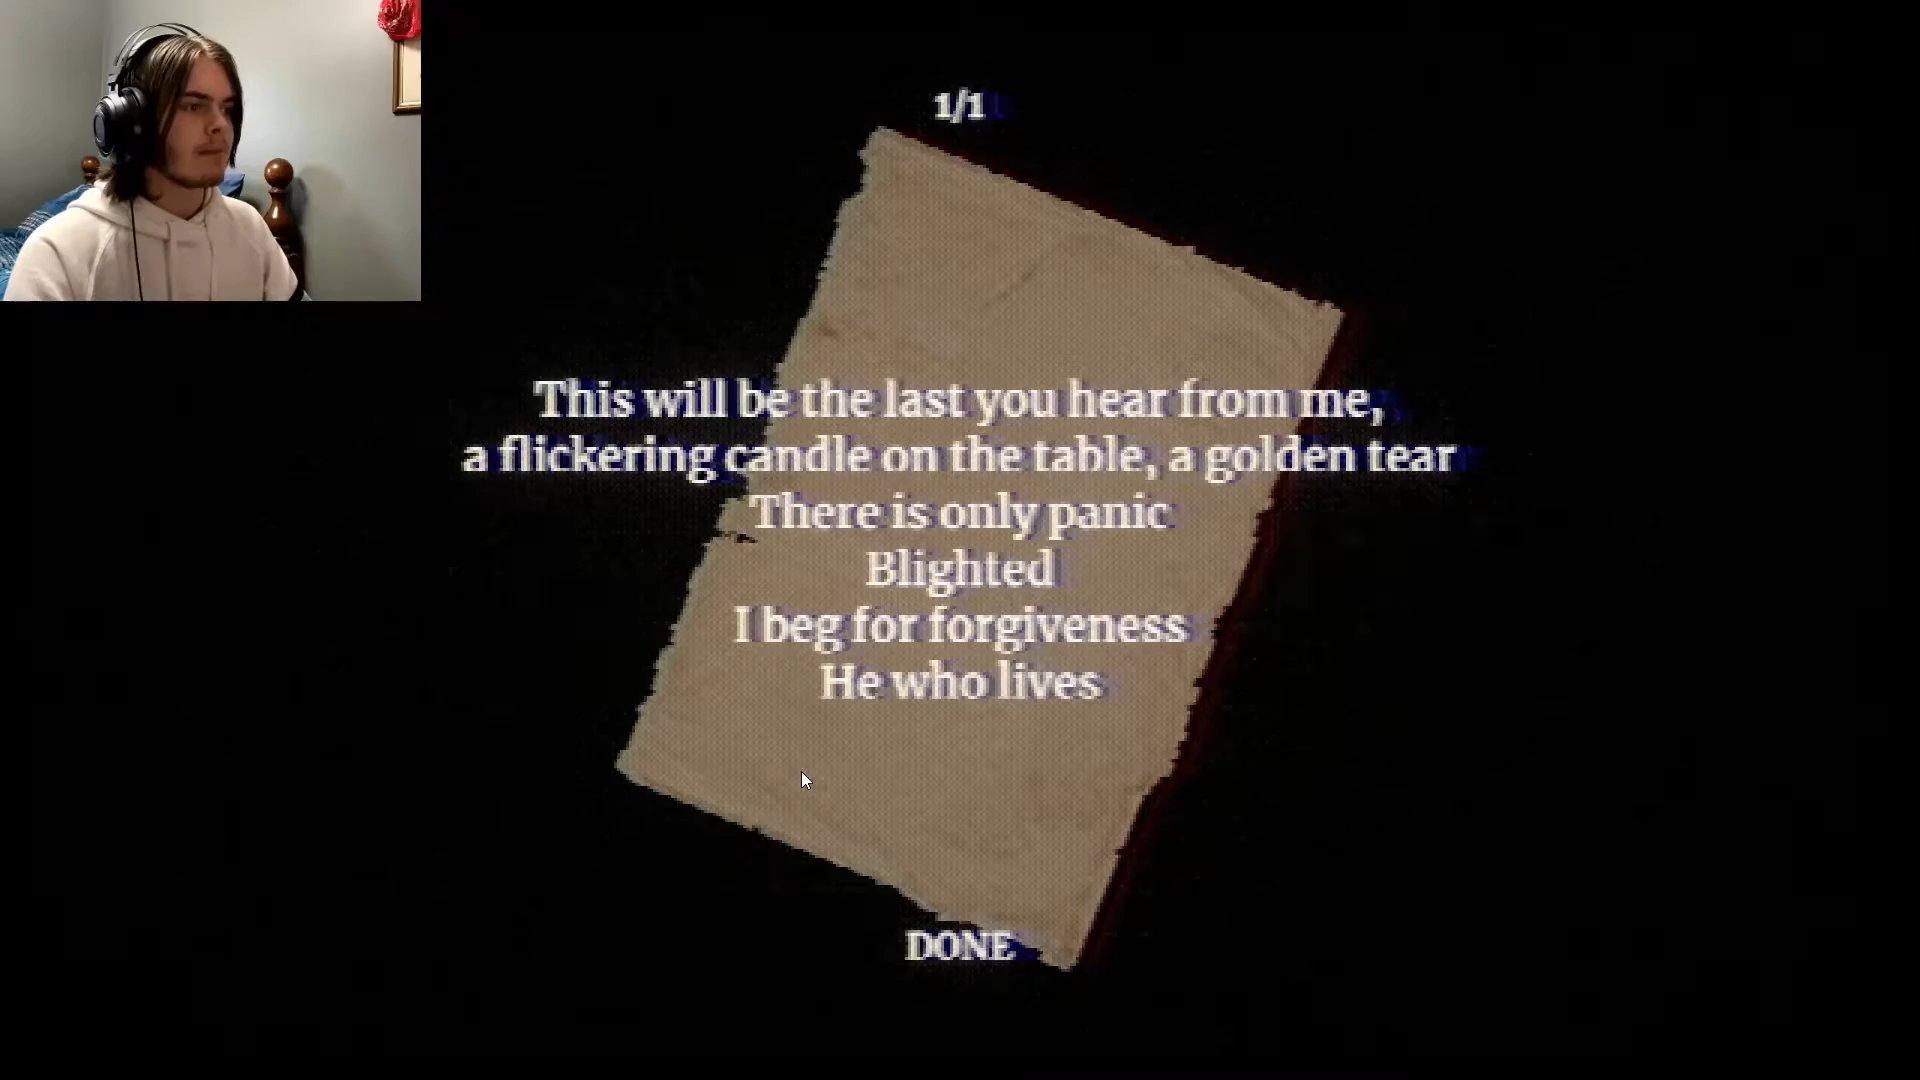 1/1
This will be the last you hear from me,
a flickering candle on the table, a golden tear
There is only panic
Blighted
I beg for forgiveness
He who lives
DONE